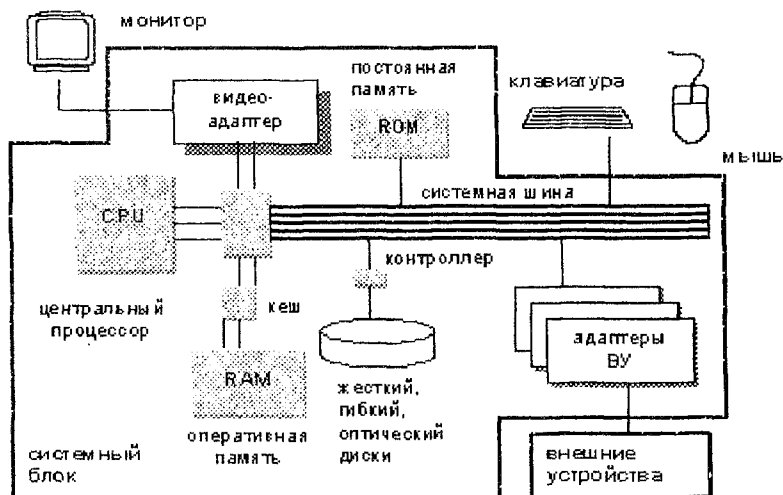 монитор
видео-
адаптер
постоянная
память
ROM
клавиатура
мышь
системная шина
CPU
контроллер
центральный
процессор
кеш
адаптеры
ВУ
RAM
жесткий,
гибкий,
оптический
диски
оперативная
память
системный
блок
внешние
устройства